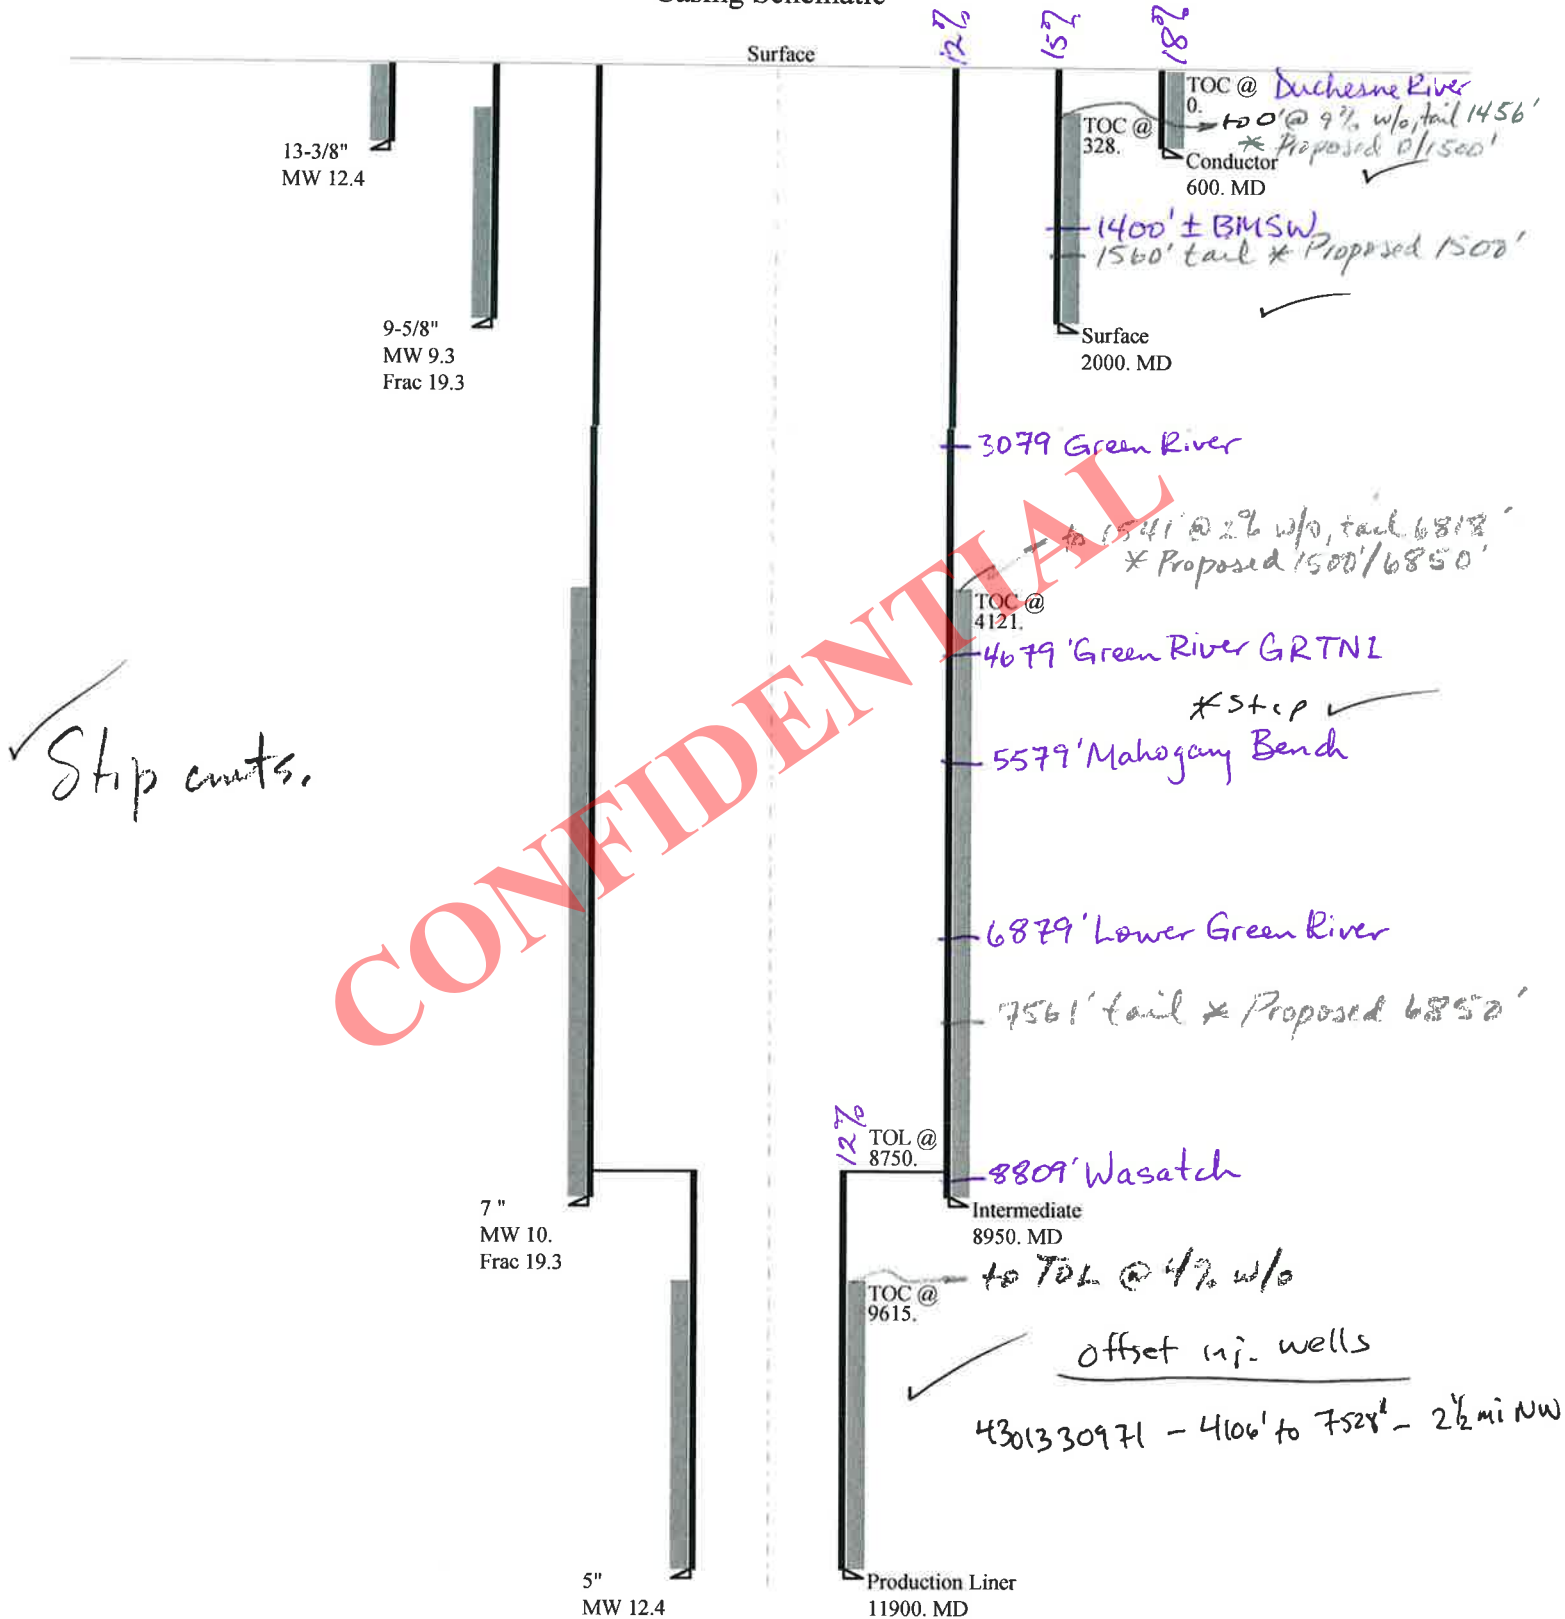 Casing Schematic
Surface
12%
15%
18%
TOC @
0.
Duchesne River
to 0' @ 9% w/o, tail 1456'
* Proposed 0/1500'
TOC @
328.
Conductor
600. MD
13-3/8"
MW 12.4
1400' ± BMSW
1560' tail * Proposed 1500'
Surface
2000. MD
9-5/8"
MW 9.3
Frac 19.3
3079 Green River
to 1541' @ 2% w/o, tail 6818'
* Proposed 1500'/6850'
TOC @
4121.
4679' Green River GRTN1
* Stip
5579' Mahogany Bench
Stip cmts.
CONFIDENTIAL
6879' Lower Green River
7561' tail * Proposed 6850'
12%
TOL @
8750.
8809' Wasatch
7 "
MW 10.
Frac 19.3
Intermediate
8950. MD
to TOL @ 4% w/o
TOC @
9615.
Offset inj. wells
4301330971 - 4106' to 7528' - 2 1/2 mi NW
5"
MW 12.4
Production Liner
11900. MD